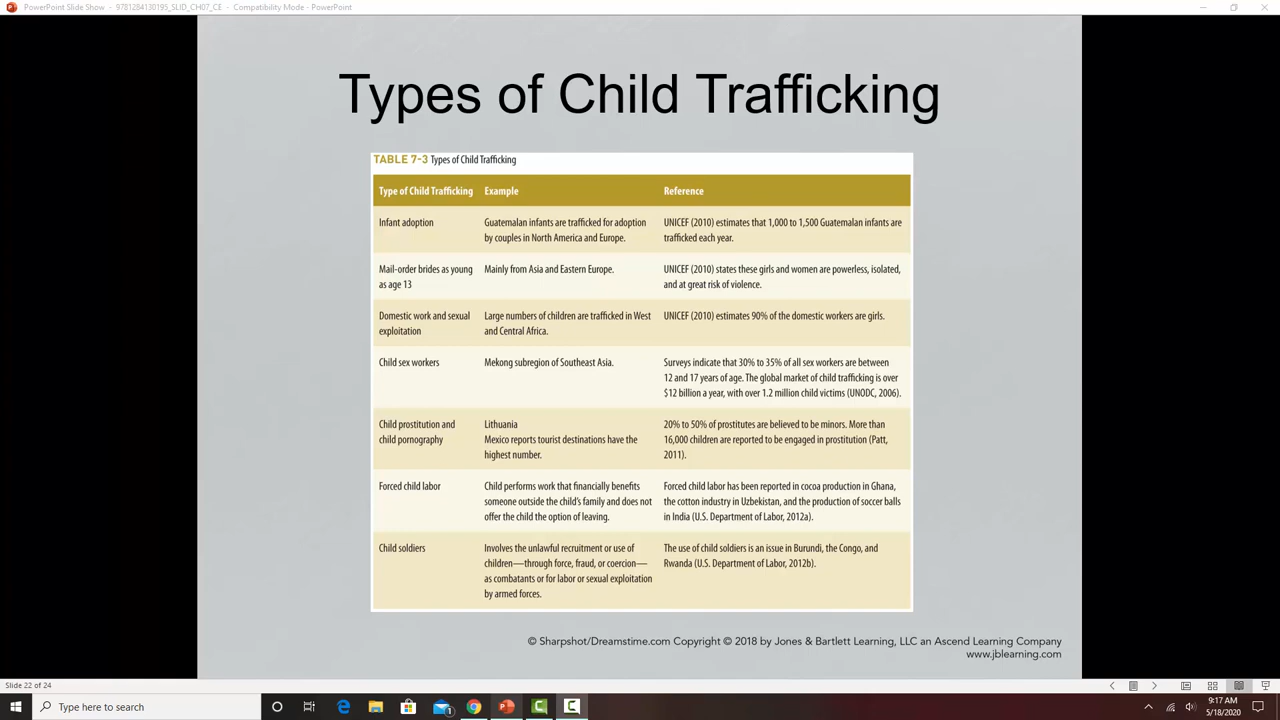 PowerPoint Slide Show - 9781284130195_SLID_CH07_CE - Compatibility Mode - PowerPoint
Types of Child Trafficking
TABLE 7-3 Types of Child Trafficking
Type of Child Trafficking Example Reference
Infant adoption Guatemalan infants are trafficked for adoption UNICEF (2010) estimates that 1,000 to 1,500 Guatemalan infants are
by couples in North America and Europe. trafficked each year.
Mail-order brides as young Mainly from Asia and Eastern Europe. UNICEF (2010) states these girls and women are powerless, isolated,
as age 13 and at great risk of violence.
Domestic work and sexual Large numbers of children are trafficked in West UNICEF (2010) estimates 90% of the domestic workers are girls.
exploitation and Central Africa.
Child sex workers Mekong subregion of Southeast Asia. Surveys indicate that 30% to 35% of all sex workers are between
12 and 17 years of age. The global market of child trafficking is over
$12 billion a year, with over 1.2 million child victims (UNODC, 2006).
Child prostitution and Lithuania 20% to 50% of prostitutes are believed to be minors. More than
child pornography Mexico reports tourist destinations have the 16,000 children are reported to be engaged in prostitution (Patt,
highest number. 2011).
Forced child labor Child performs work that financially benefits Forced child labor has been reported in cocoa production in Ghana,
someone outside the child's family and does not the cotton industry in Uzbekistan, and the production of soccer balls
offer the child the option of leaving. in India (U.S. Department of Labor, 2012a).
Child soldiers Involves the unlawful recruitment or use of The use of child soldiers is an issue in Burundi, the Congo, and
children—through force, fraud, or coercion— Rwanda (U.S. Department of Labor, 2012b).
as combatants or for labor or sexual exploitation
by armed forces.
© Sharpshot/Dreamstime.com Copyright © 2018 by Jones & Bartlett Learning, LLC an Ascend Learning Company
www.jblearning.com
Slide 22 of 24
Type here to search
9:17 AM
5/18/2020